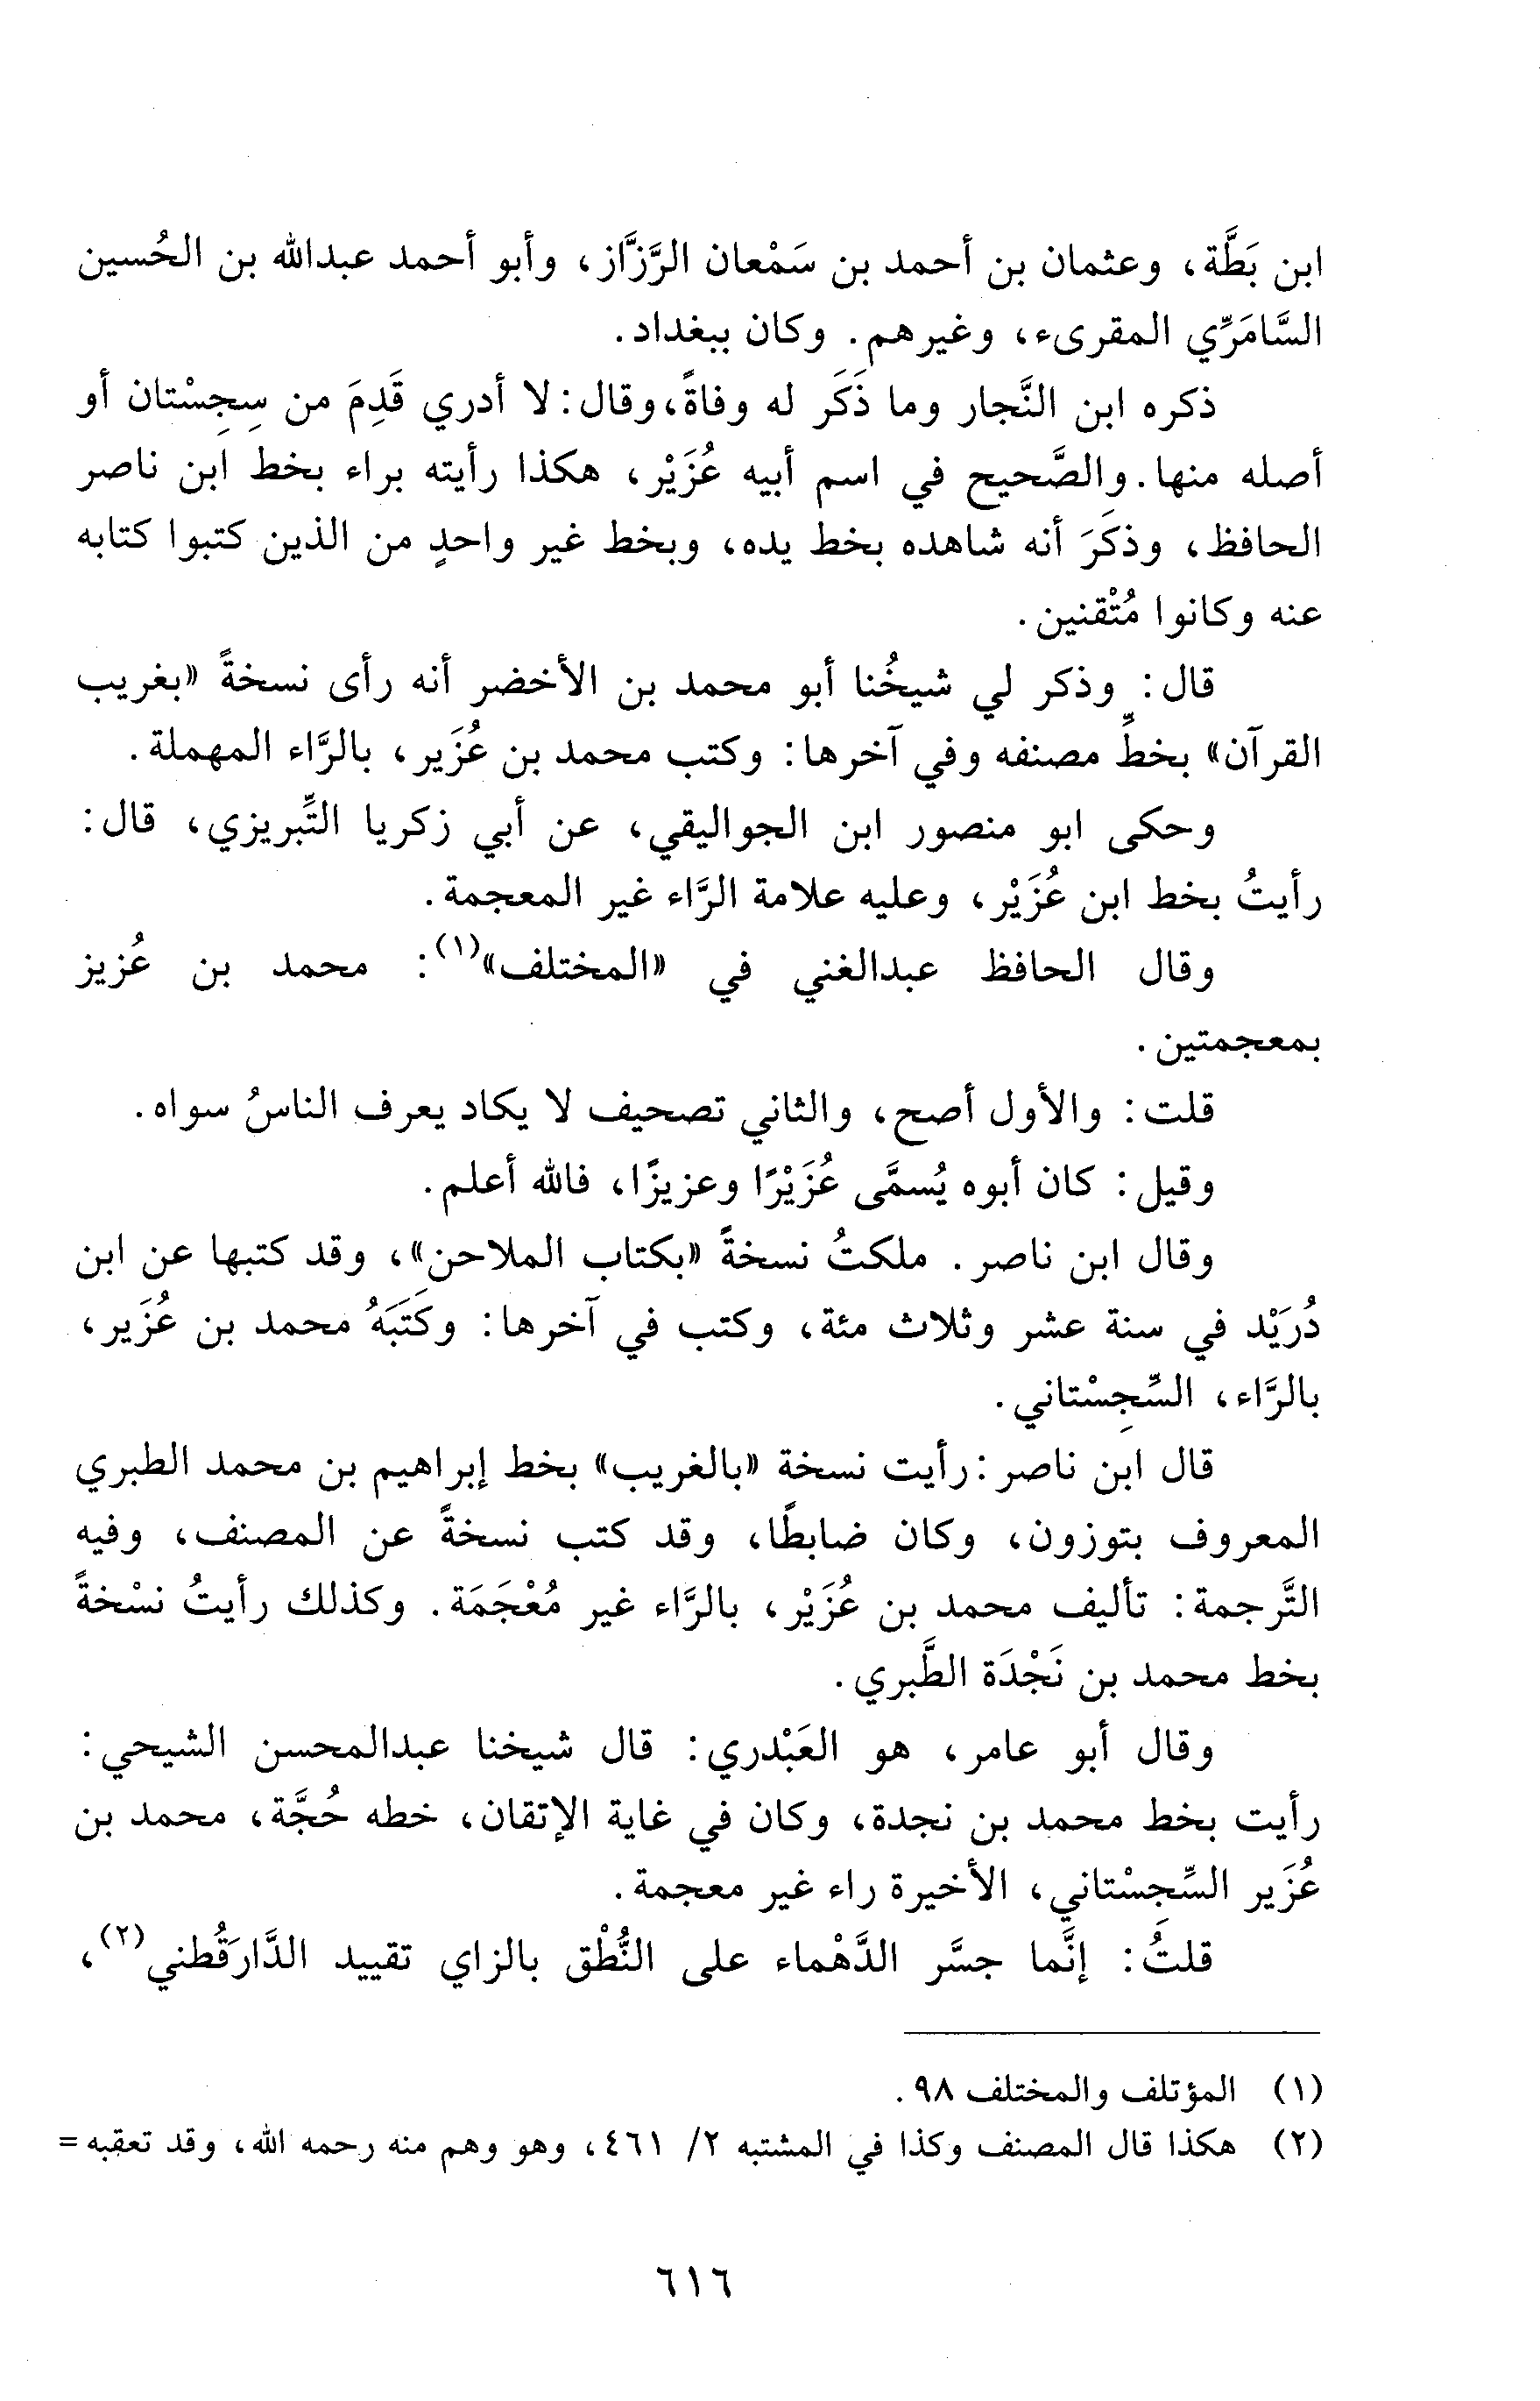 ابن بَطَّة، وعثمان بن أحمد بن سَمْعان الرَّزَّاز، وأبو أحمد عبدالله بن الحُسين
السَّامَرِّي المقرىء، وغيرهم. وكان ببغداد.
ذكره ابن النَّجار وما ذَكَر له وفاةً، وقال: لا أدري قَدِمَ من سِجِسْتان أو
أصله منها. والصَّحيح في اسم أبيه عُزَيْر، هكذا رأيته براء بخط ابن ناصر
الحافظ، وذكَرَ أنه شاهده بخط يده، وبخط غير واحدٍ من الذين كتبوا كتابه
عنه وكانوا مُتْقنين.
قال: وذكر لي شيخُنا أبو محمد بن الأخضر أنه رأى نسخةً «بغريب
القرآن» بخطِّ مصنفه وفي آخرها: وكتب محمد بن عُزَير، بالرَّاء المهملة.
وحكى ابو منصور ابن الجواليقي، عن أبي زكريا التِّبريزي، قال:
رأيتُ بخط ابن عُزَيْر، وعليه علامة الرَّاء غير المعجمة.
وقال الحافظ عبدالغني في «المختلف»(١): محمد بن عُزيز
بمعجمتين.
قلت: والأول أصح، والثاني تصحيف لا يكاد يعرف الناسُ سواه.
وقيل: كان أبوه يُسمَّى عُزَيْرًا وعزيزًا، فالله أعلم.
وقال ابن ناصر. ملكتُ نسخةً «بكتاب الملاحن»، وقد كتبها عن ابن
دُرَيْد في سنة عشر وثلاث مئة، وكتب في آخرها: وكَتَبَهُ محمد بن عُزَير،
بالرَّاء، السِّجِسْتاني.
قال ابن ناصر: رأيت نسخة «بالغريب» بخط إبراهيم بن محمد الطبري
المعروف بتوزون، وكان ضابطًا، وقد كتب نسخةً عن المصنف، وفيه
التَّرجمة: تأليف محمد بن عُزَيْر، بالرَّاء غير مُعْجَمَة. وكذلك رأيتُ نسْخةً
بخط محمد بن نَجْدَة الطَّبري.
وقال أبو عامر، هو العَبْدري: قال شيخنا عبدالمحسن الشيحي:
رأيت بخط محمد بن نجدة، وكان في غاية الإتقان، خطه حُجَّة، محمد بن
عُزَير السِّجِسْتاني، الأخيرة راء غير معجمة.
قلتُ: إنَّما جسَّر الدَّهْماء على النُّطْق بالزاي تقييد الدَّارَقُطني(٢)،
(١) المؤتلف والمختلف ٩٨.
(٢) هكذا قال المصنف وكذا في المشتبه ٢/ ٤٦١، وهو وهم منه رحمه الله، وقد تعقبه =
٦١٦